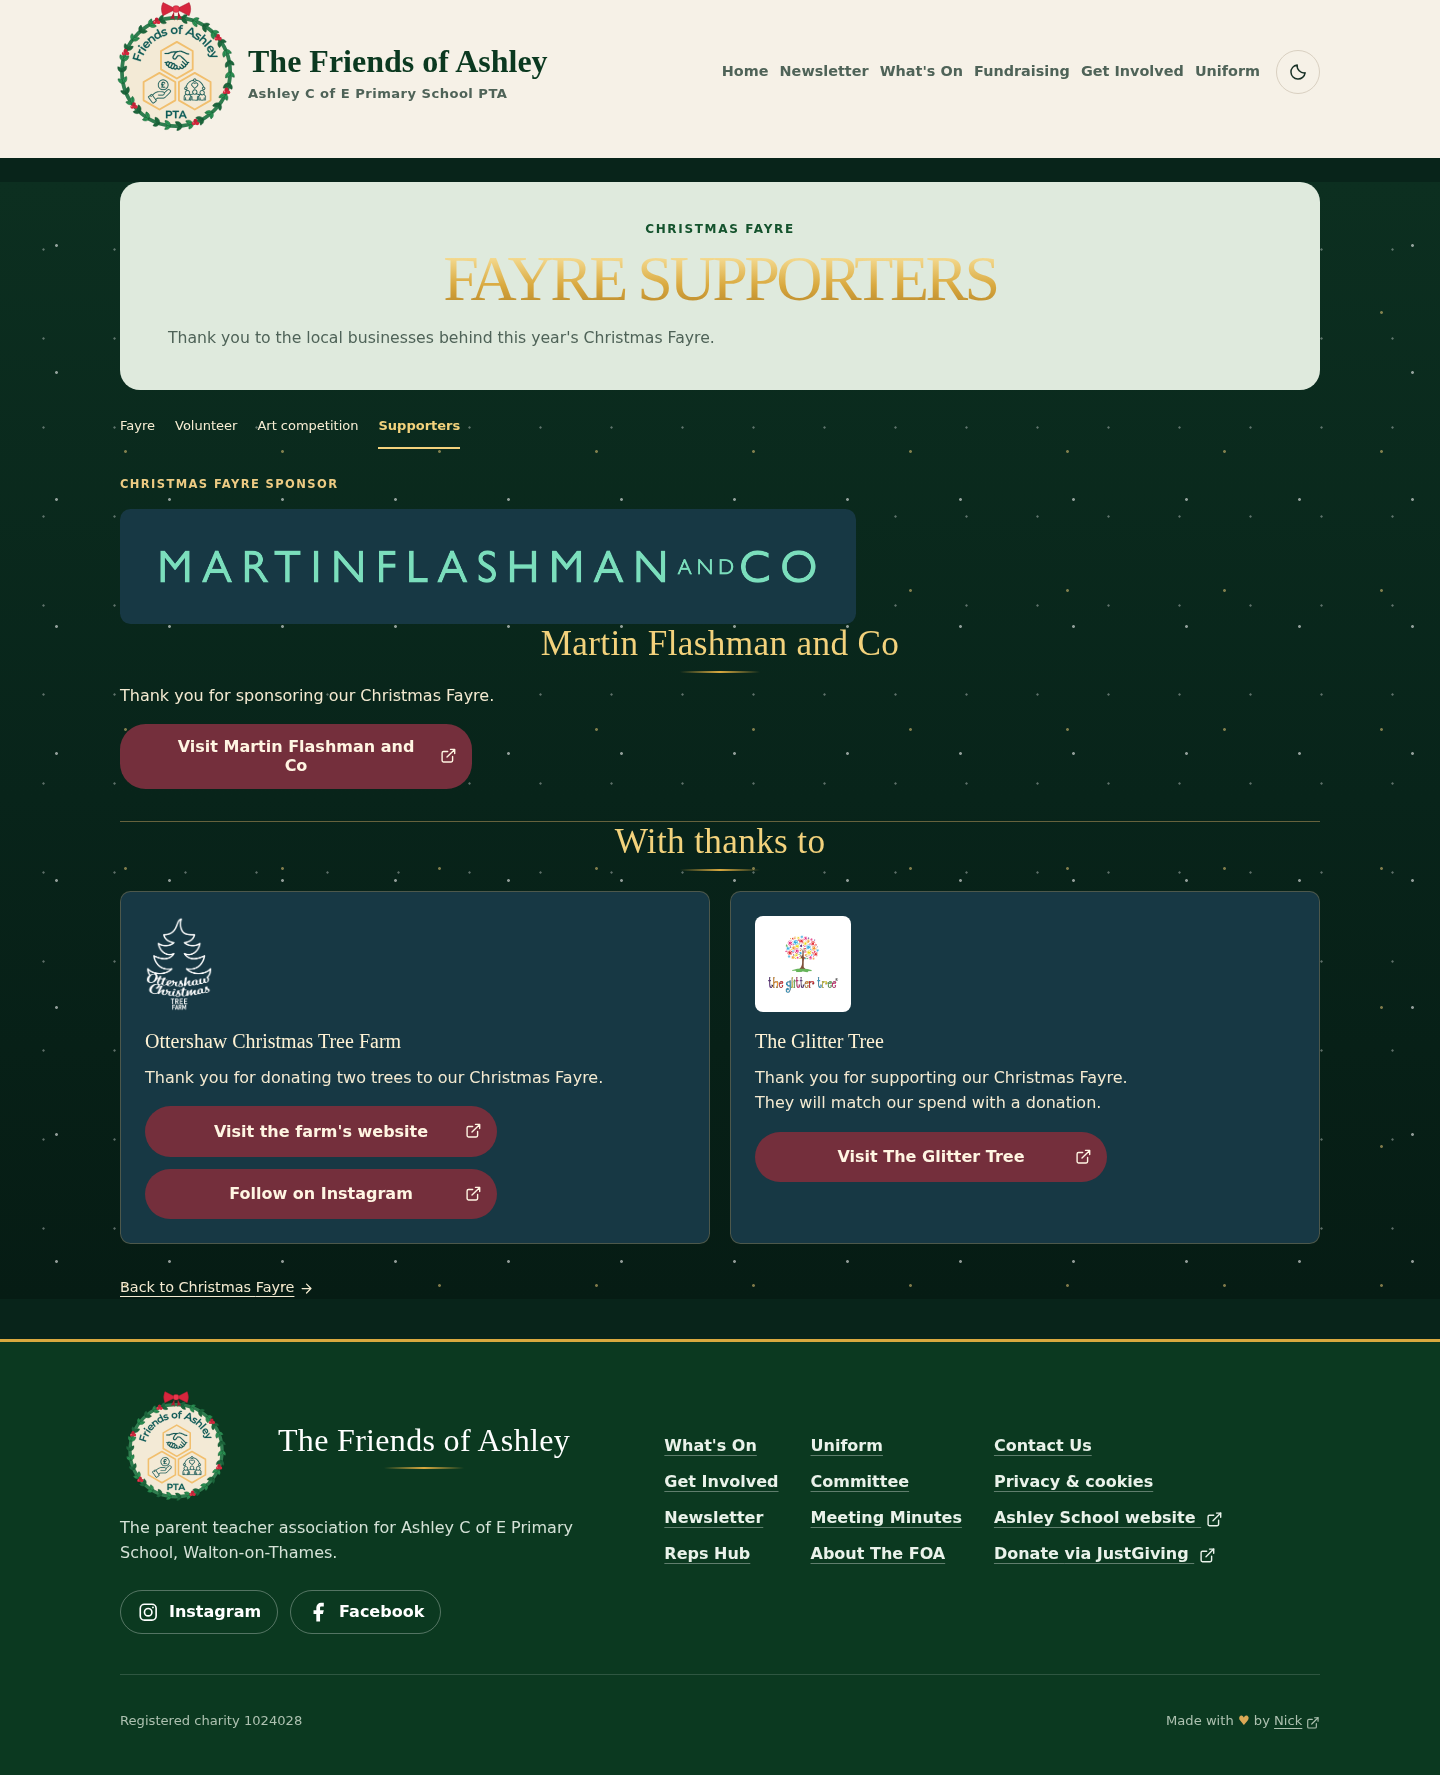 Friends of Ashley
PTA
The Friends of Ashley
Ashley C of E Primary School PTA
Home Newsletter What's On Fundraising Get Involved Uniform
CHRISTMAS FAYRE
FAYRE SUPPORTERS
Thank you to the local businesses behind this year's Christmas Fayre.
Fayre Volunteer Art competition Supporters
CHRISTMAS FAYRE SPONSOR
MARTINFLASHMANANDCO
Martin Flashman and Co
Thank you for sponsoring our Christmas Fayre.
Visit Martin Flashman and
Co
With thanks to
Ottershaw
Christmas
TREE
FARM
Ottershaw Christmas Tree Farm
Thank you for donating two trees to our Christmas Fayre.
Visit the farm's website
Follow on Instagram
the glitter tree
The Glitter Tree
Thank you for supporting our Christmas Fayre.
They will match our spend with a donation.
Visit The Glitter Tree
Back to Christmas Fayre
Friends of Ashley
PTA
The Friends of Ashley
The parent teacher association for Ashley C of E Primary
School, Walton-on-Thames.
Instagram Facebook
What's On
Get Involved
Newsletter
Reps Hub
Uniform
Committee
Meeting Minutes
About The FOA
Contact Us
Privacy & cookies
Ashley School website
Donate via JustGiving
Registered charity 1024028
Made with ♥ by Nick